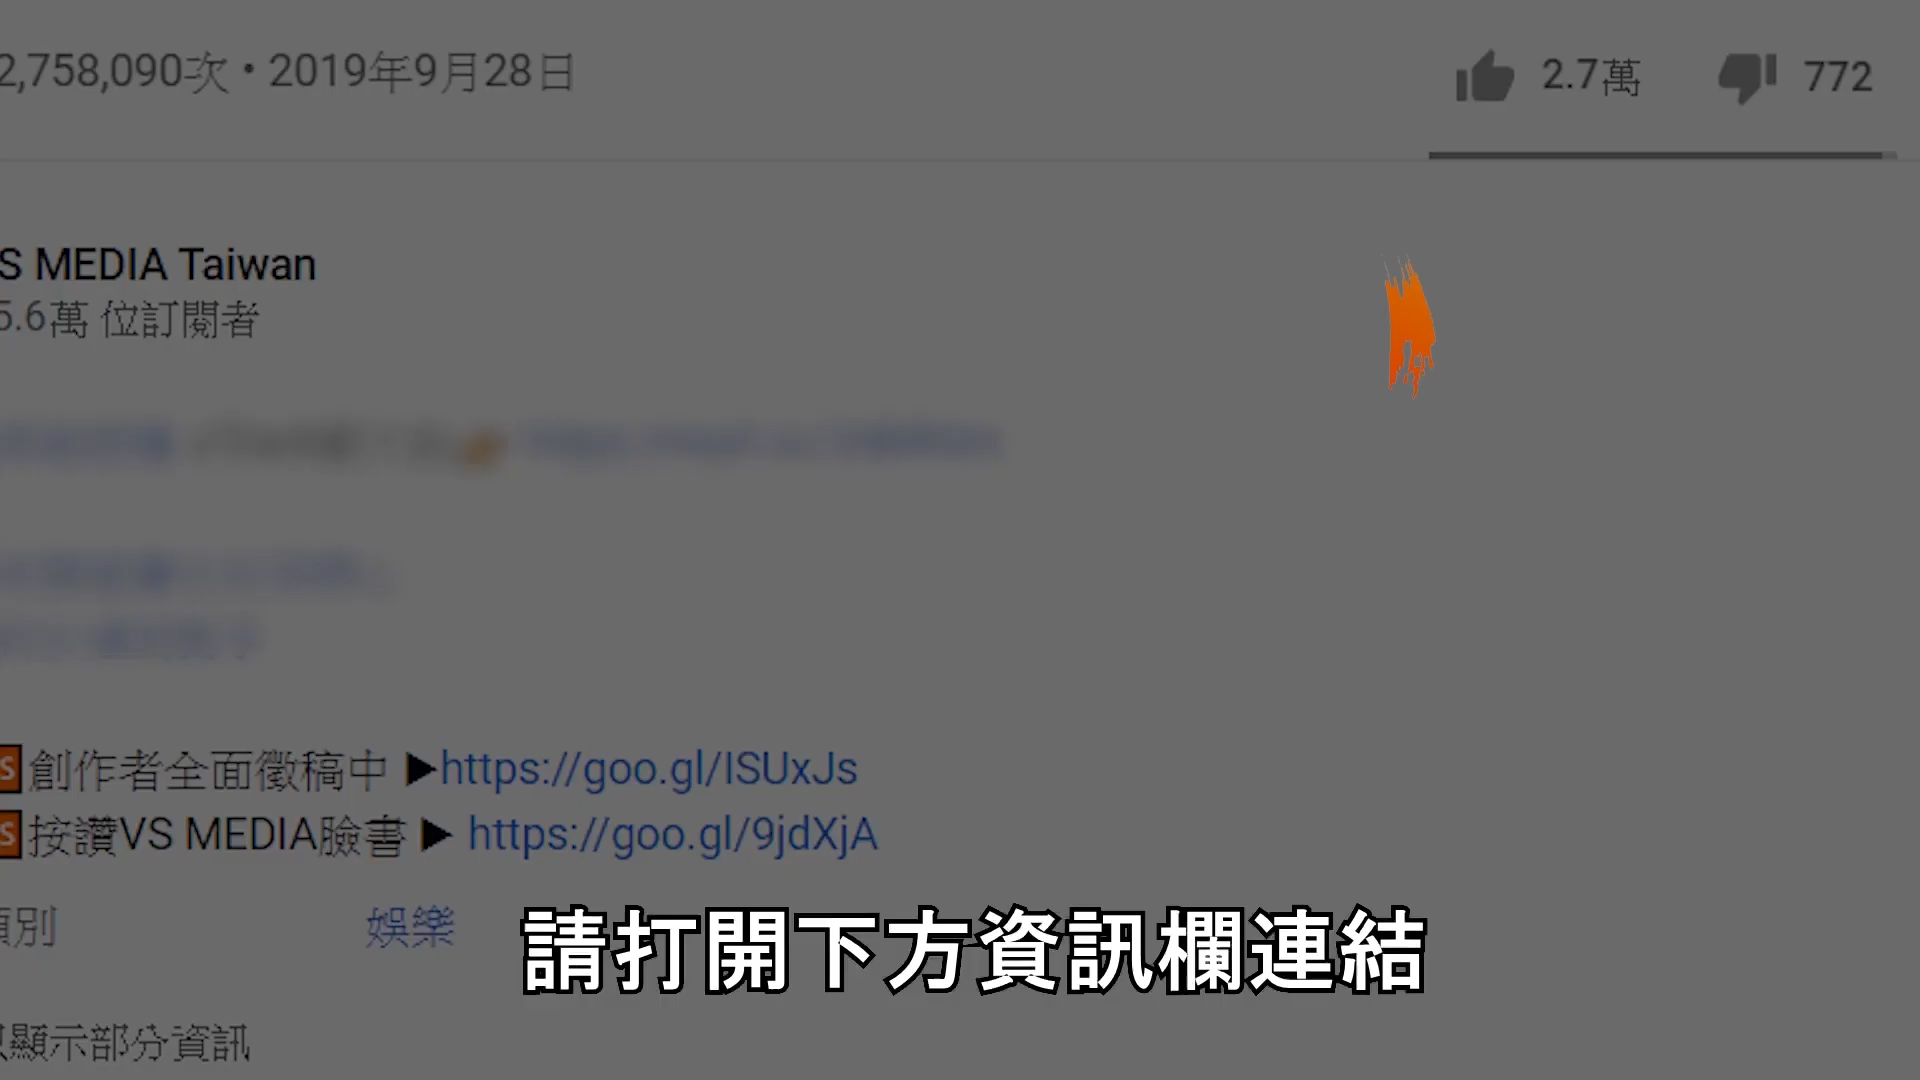 2,758,090次 • 2019年9月28日
2.7萬
772
S MEDIA Taiwan
5.6萬 位訂閱者
S創作者全面徵稿中 ▶https://goo.gl/ISUxJs
S按讚VS MEDIA臉書 ▶ https://goo.gl/9jdXjA
類別 娛樂
請打開下方資訊欄連結
只顯示部分資訊